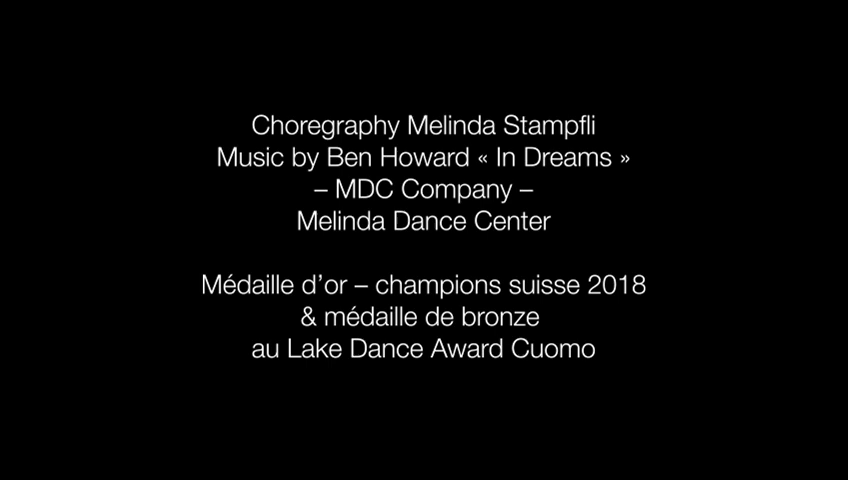 Choregraphy Melinda Stampfli
Music by Ben Howard « In Dreams »
– MDC Company –
Melinda Dance Center
Médaille d’or – champions suisse 2018
& médaille de bronze
au Lake Dance Award Cuomo